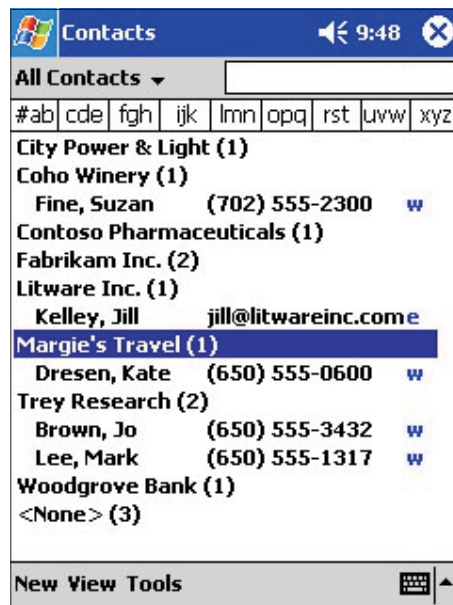 Contacts 9:48
All Contacts
#ab cde fgh ijk lmn opq rst uvw xyz
City Power & Light (1)
Coho Winery (1)
Fine, Suzan (702) 555-2300 w
Contoso Pharmaceuticals (1)
Fabrikam Inc. (2)
Litware Inc. (1)
Kelley, Jill jill@litwareinc.com e
Margie's Travel (1)
Dresen, Kate (650) 555-0600 w
Trey Research (2)
Brown, Jo (650) 555-3432 w
Lee, Mark (650) 555-1317 w
Woodgrove Bank (1)
<None> (3)
New View Tools